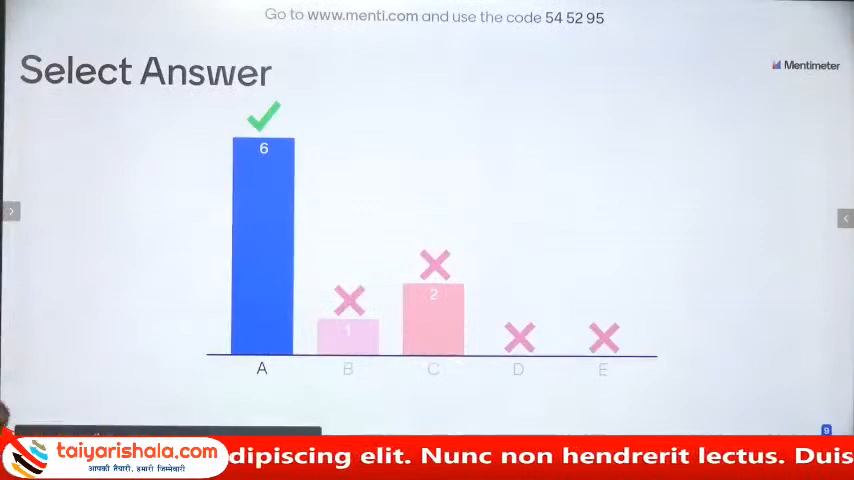 Go to www.menti.com and use the code 54 52 95
Select Answer
Mentimeter
6
1
2
A B C D E
9
taiyarishala.com
आपकी तैयारी, हमारी जिम्मेदारी
dipiscing elit. Nunc non hendrerit lectus. Duis